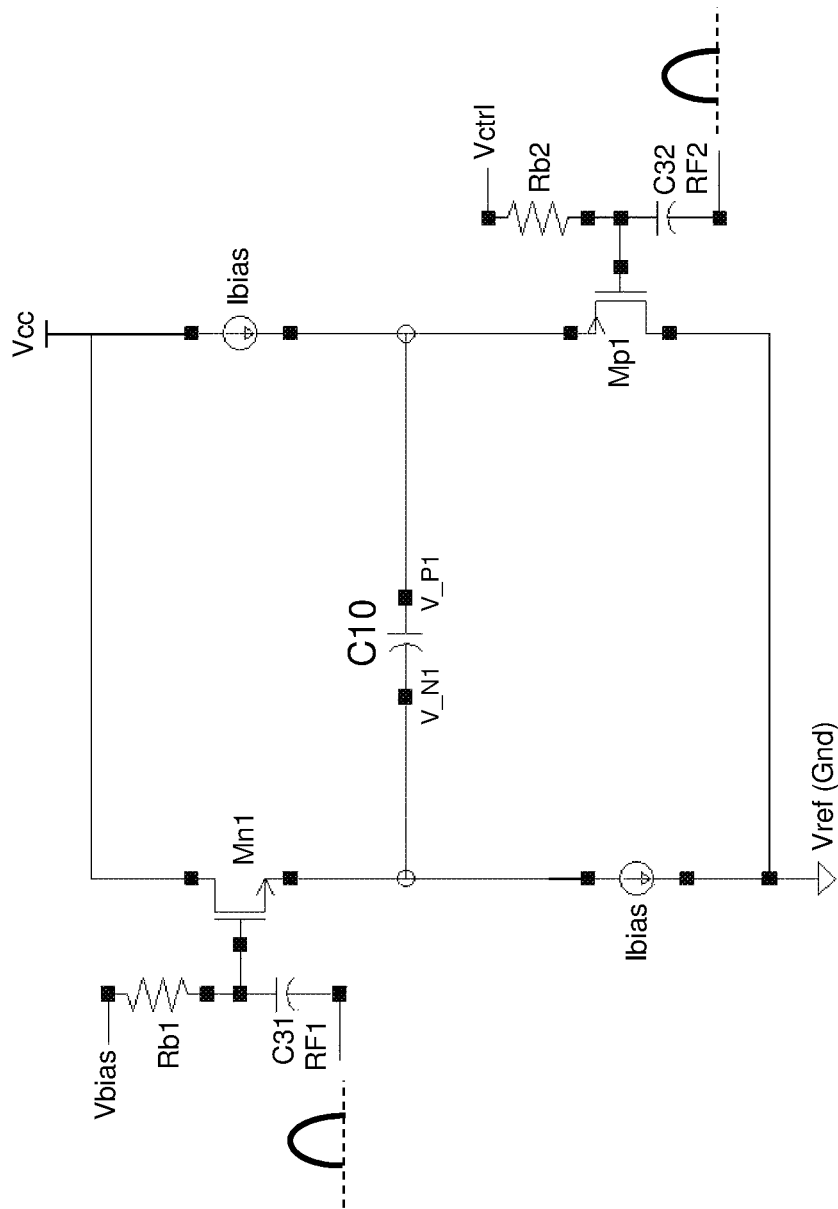 Vcc
Ibias
Vctrl
Rb2
C32
RF2
Mp1
C10
V_N1
V_P1
Vbias
Rb1
C31
RF1
Mn1
Ibias
Vref (Gnd)